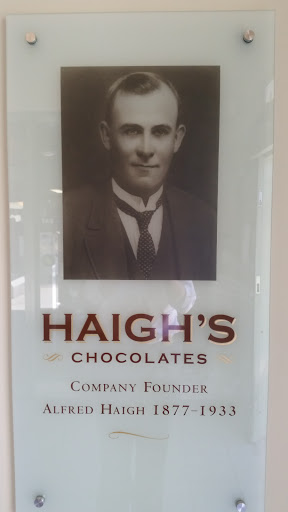 HAIGH'S
CHOCOLATES
COMPANY FOUNDER
ALFRED HAIGH 1877–1933